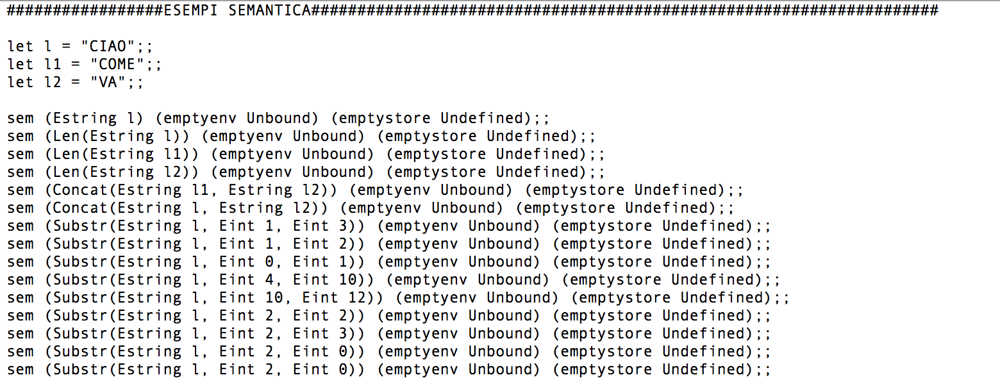 #################ESEMPI SEMANTICA####################################################################
let l = "CIAO";;
let l1 = "COME";;
let l2 = "VA";;
sem (Estring l) (emptyenv Unbound) (emptystore Undefined);;
sem (Len(Estring l)) (emptyenv Unbound) (emptystore Undefined);;
sem (Len(Estring l1)) (emptyenv Unbound) (emptystore Undefined);;
sem (Len(Estring l2)) (emptyenv Unbound) (emptystore Undefined);;
sem (Concat(Estring l1, Estring l2)) (emptyenv Unbound) (emptystore Undefined);;
sem (Concat(Estring l, Estring l2)) (emptyenv Unbound) (emptystore Undefined);;
sem (Substr(Estring l, Eint 1, Eint 3)) (emptyenv Unbound) (emptystore Undefined);;
sem (Substr(Estring l, Eint 1, Eint 2)) (emptyenv Unbound) (emptystore Undefined);;
sem (Substr(Estring l, Eint 0, Eint 1)) (emptyenv Unbound) (emptystore Undefined);;
sem (Substr(Estring l, Eint 4, Eint 10)) (emptyenv Unbound) (emptystore Undefined);;
sem (Substr(Estring l, Eint 10, Eint 12)) (emptyenv Unbound) (emptystore Undefined);;
sem (Substr(Estring l, Eint 2, Eint 2)) (emptyenv Unbound) (emptystore Undefined);;
sem (Substr(Estring l, Eint 2, Eint 3)) (emptyenv Unbound) (emptystore Undefined);;
sem (Substr(Estring l, Eint 2, Eint 0)) (emptyenv Unbound) (emptystore Undefined);;
sem (Substr(Estring l, Eint 2, Eint 0)) (emptyenv Unbound) (emptystore Undefined);;